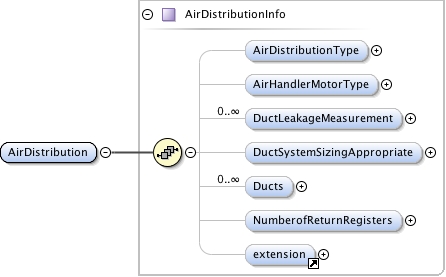 AirDistributionInfo
AirDistributionType
AirHandlerMotorType
0..∞
DuctLeakageMeasurement
AirDistribution
DuctSystemSizingAppropriate
0..∞
Ducts
NumberofReturnRegisters
extension